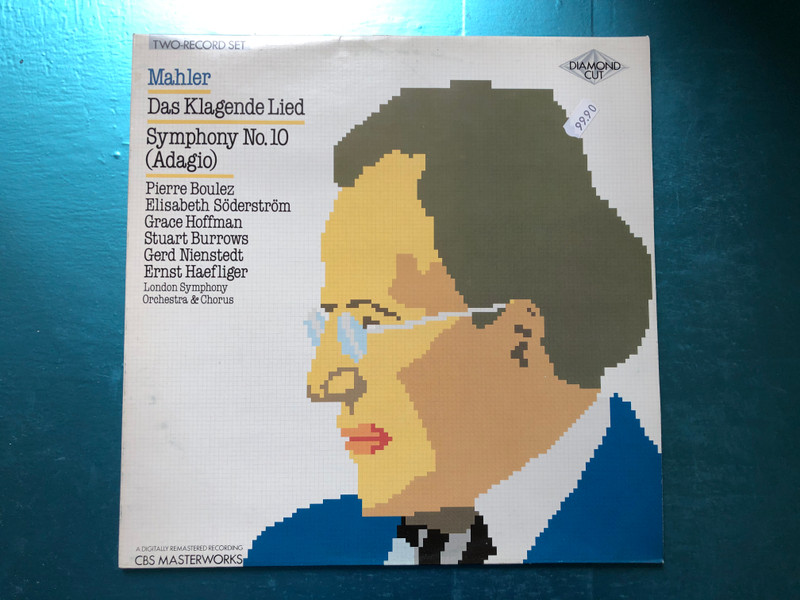 TWO-RECORD SET
DIAMOND
CUT
99.90
Mahler
Das Klagende Lied
Symphony No. 10
(Adagio)
Pierre Boulez
Elisabeth Söderström
Grace Hoffman
Stuart Burrows
Gerd Nienstedt
Ernst Haefliger
London Symphony
Orchestra & Chorus
A DIGITALLY REMASTERED RECORDING
CBS MASTERWORKS